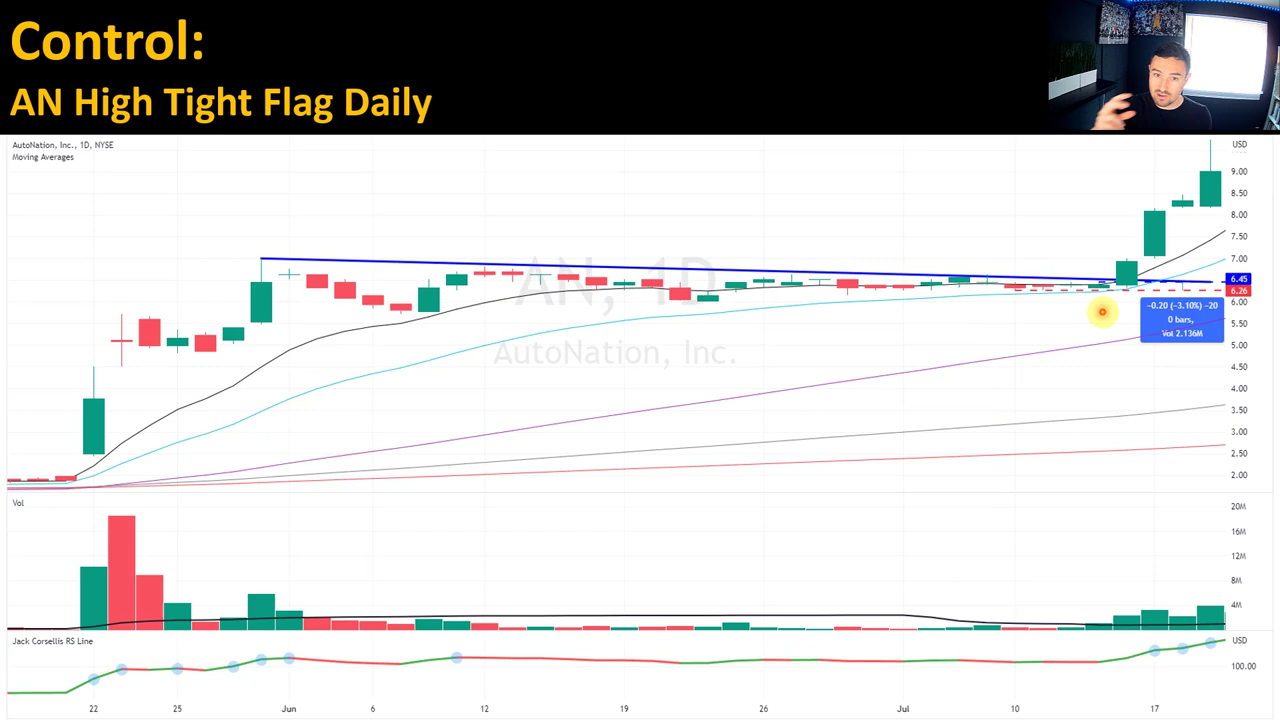 Control:
AN High Tight Flag Daily
AutoNation, Inc., 1D, NYSE
Moving Averages
USD
9.00
8.50
8.00
7.50
7.00
6.45
6.26
6.00
5.50
5.00
4.50
4.00
3.50
3.00
2.50
2.00
AN, 1D
AutoNation, Inc.
−0.20 (−3.10%) −20
0 bars,
Vol 2.136M
Vol
20M
16M
12M
8M
4M
Jack Corsellis RS Line
USD
100.00
22 25 Jun 6 12 19 26 Jul 10 17